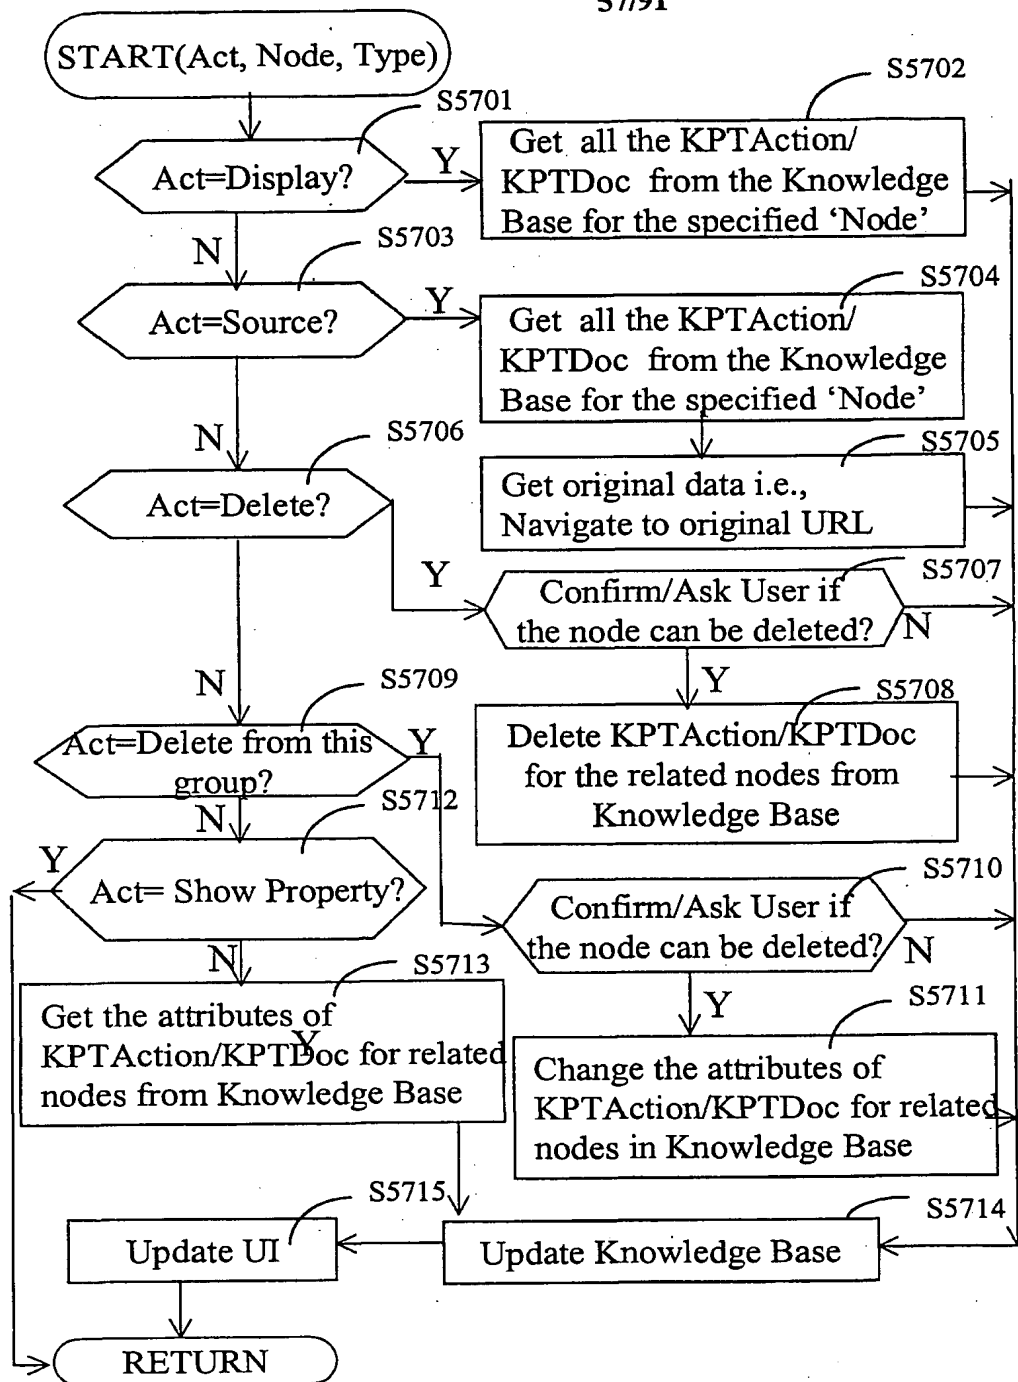 57/91
START(Act, Node, Type)
S5701
S5702
Act=Display?
Y
Get all the KPTAction/
KPTDoc from the Knowledge
Base for the specified ‘Node’
N
S5703
S5704
Act=Source?
Y
Get all the KPTAction/
KPTDoc from the Knowledge
Base for the specified ‘Node’
N
S5706
S5705
Act=Delete?
Get original data i.e.,
Navigate to original URL
Y
S5707
Confirm/Ask User if
the node can be deleted?
N
Y
N
S5709
S5708
Act=Delete from this
group?
Y
Delete KPTAction/KPTDoc
for the related nodes from
Knowledge Base
N
S5712
Y
Act= Show Property?
S5710
Confirm/Ask User if
the node can be deleted?
N
N
S5713
Y
S5711
Get the attributes of
Y
KPTAction/KPTDoc for related
nodes from Knowledge Base
Change the attributes of
KPTAction/KPTDoc for related
nodes in Knowledge Base
S5715
S5714
Update UI
Update Knowledge Base
RETURN